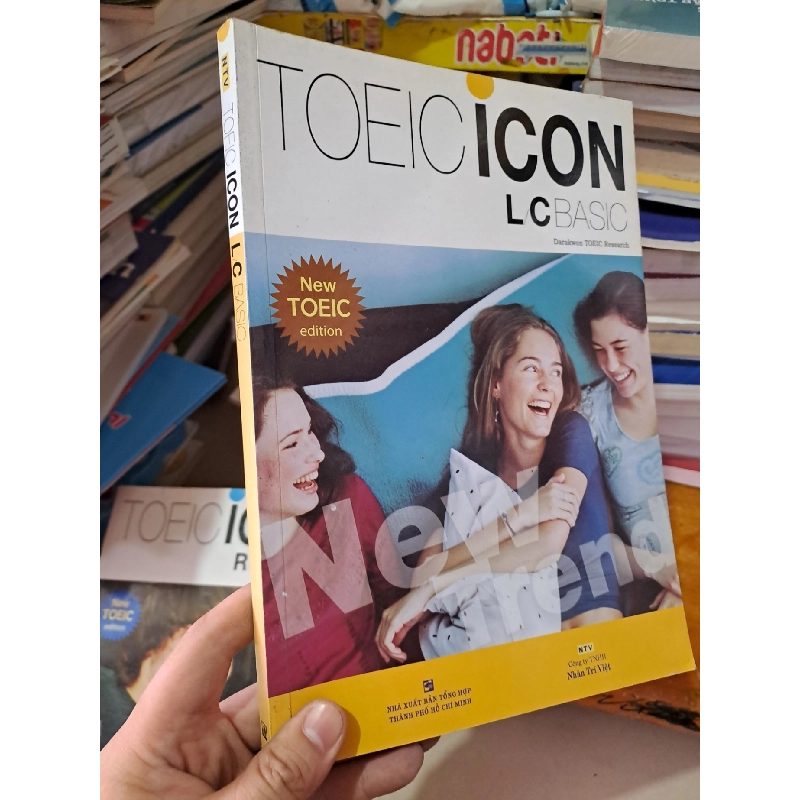 nabati
TOEIC iCON
L/C BASIC
Darakwon TOEIC Research
New
TOEIC
edition
New
Trend
NHÀ XUẤT BẢN TỔNG HỢP
THÀNH PHỐ HỒ CHÍ MINH
NTV
Công ty TNHH
Nhân Trí Việt
NTV TOEIC iCON L/C BASIC
TOEIC iC
R
New
TOEIC
edition